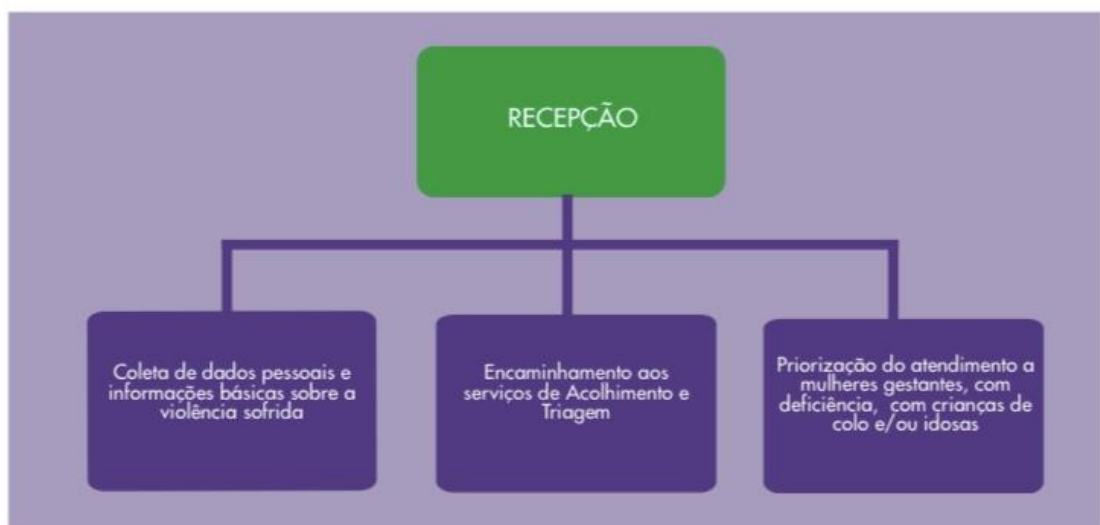 RECEPÇÃO
Coleta de dados pessoais e
informações básicas sobre a
violência sofrida
Encaminhamento aos
serviços de Acolhimento e
Triagem
Priorização do atendimento a
mulheres gestantes, com
deficiência, com crianças de
colo e/ou idosas